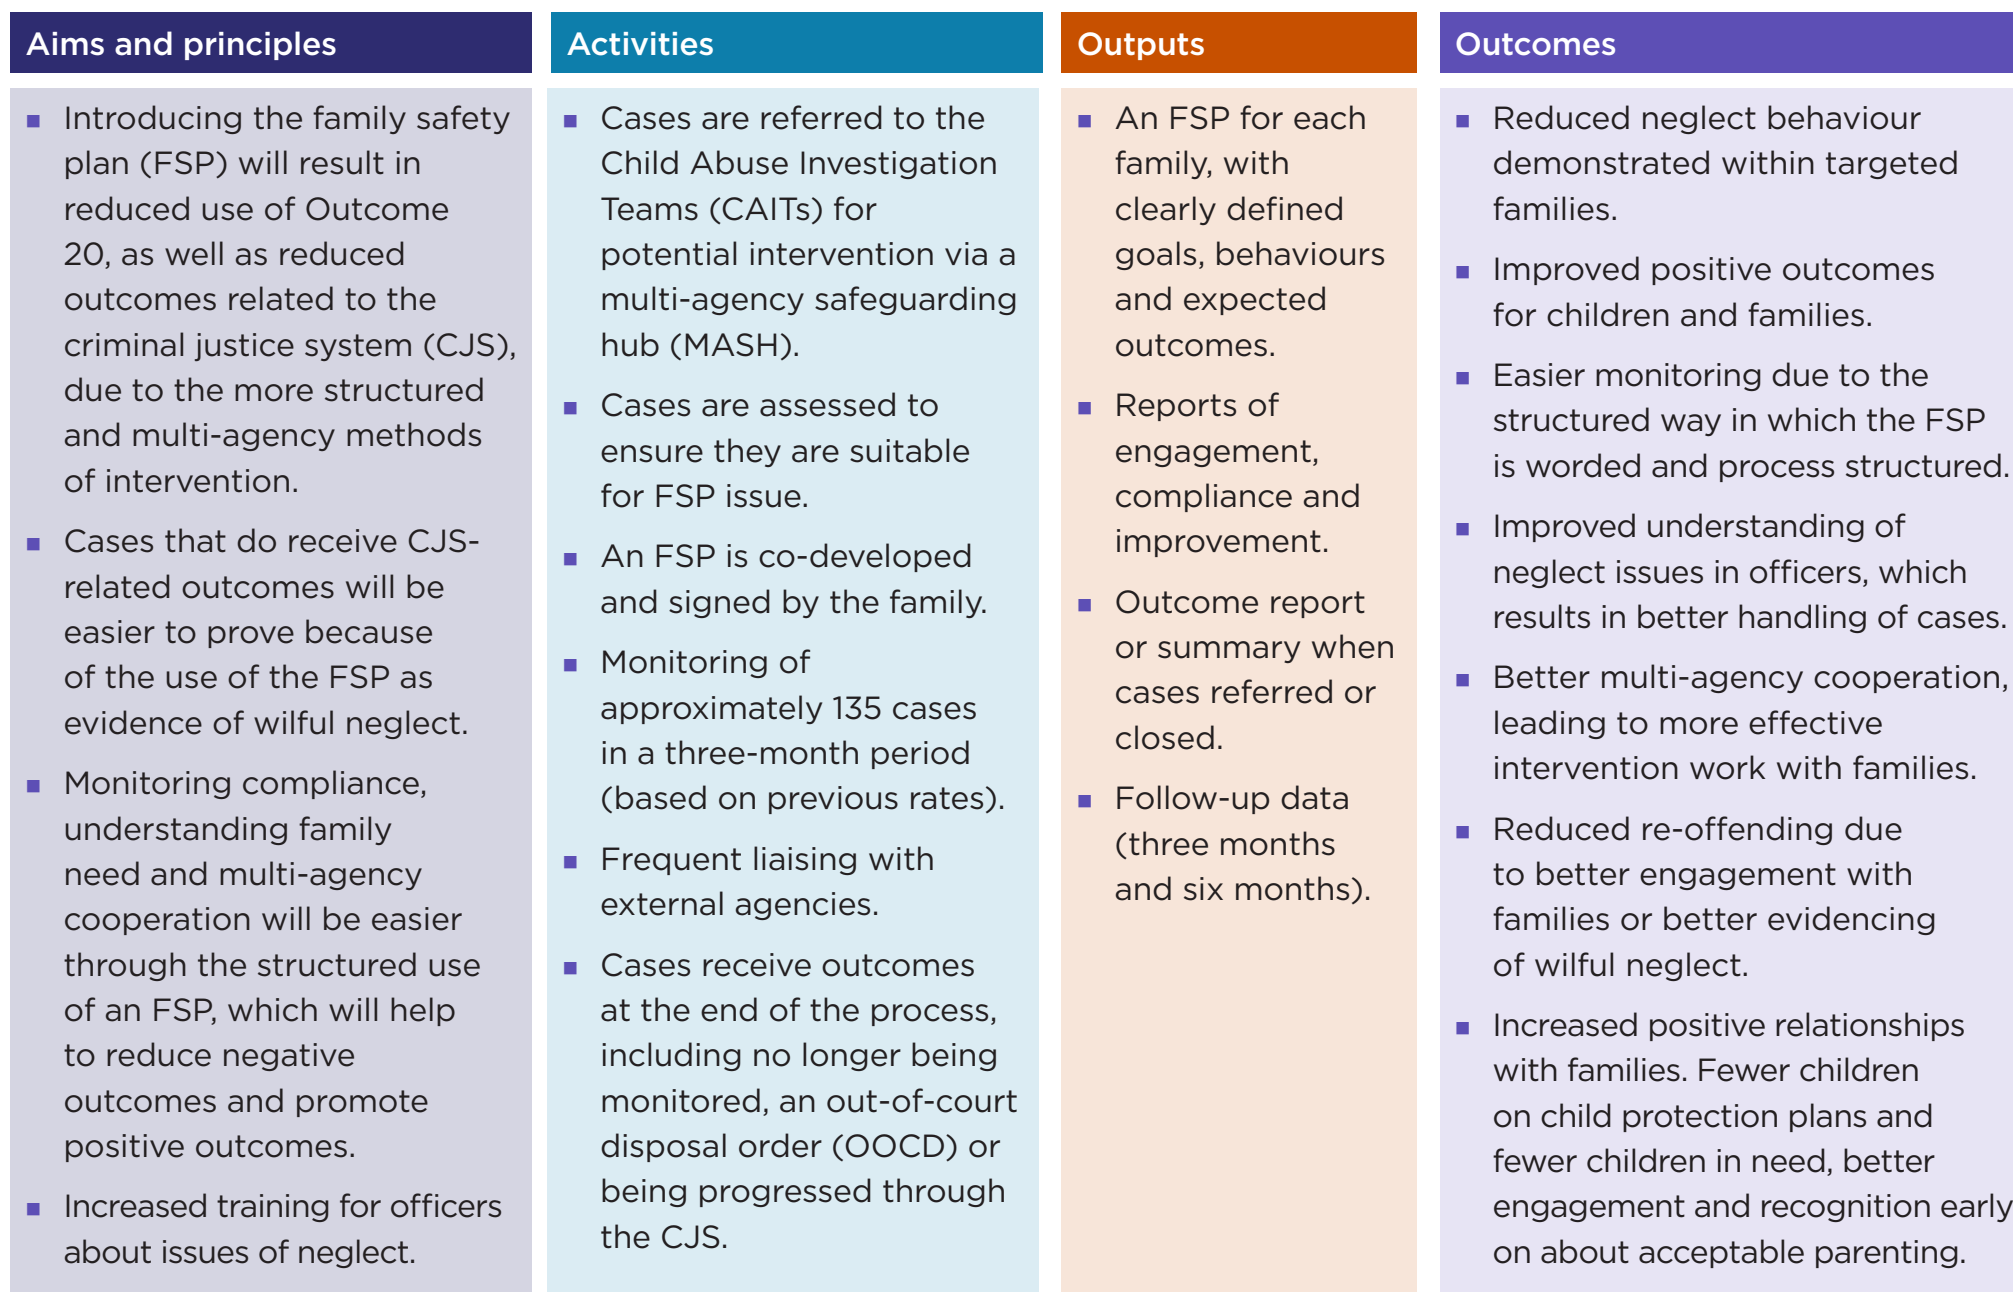 Aims and principles
Introducing the family safety
plan (FSP) will result in
reduced use of Outcome
20, as well as reduced
outcomes related to the
criminal justice system (CJS),
due to the more structured
and multi-agency methods
of intervention.
Cases that do receive CJS-
related outcomes will be
easier to prove because
of the use of the FSP as
evidence of wilful neglect.
Monitoring compliance,
understanding family
need and multi-agency
cooperation will be easier
through the structured use
of an FSP, which will help
to reduce negative
outcomes and promote
positive outcomes.
Increased training for officers
about issues of neglect.
Activities
Cases are referred to the
Child Abuse Investigation
Teams (CAITs) for
potential intervention via a
multi-agency safeguarding
hub (MASH).
Cases are assessed to
ensure they are suitable
for FSP issue.
An FSP is co-developed
and signed by the family.
Monitoring of
approximately 135 cases
in a three-month period
(based on previous rates).
Frequent liaising with
external agencies.
Cases receive outcomes
at the end of the process,
including no longer being
monitored, an out-of-court
disposal order (OOCD) or
being progressed through
the CJS.
Outputs
An FSP for each
family, with
clearly defined
goals, behaviours
and expected
outcomes.
Reports of
engagement,
compliance and
improvement.
Outcome report
or summary when
cases referred or
closed.
Follow-up data
(three months
and six months).
Outcomes
Reduced neglect behaviour
demonstrated within targeted
families.
Improved positive outcomes
for children and families.
Easier monitoring due to the
structured way in which the FSP
is worded and process structured.
Improved understanding of
neglect issues in officers, which
results in better handling of cases.
Better multi-agency cooperation,
leading to more effective
intervention work with families.
Reduced re-offending due
to better engagement with
families or better evidencing
of wilful neglect.
Increased positive relationships
with families. Fewer children
on child protection plans and
fewer children in need, better
engagement and recognition early
on about acceptable parenting.